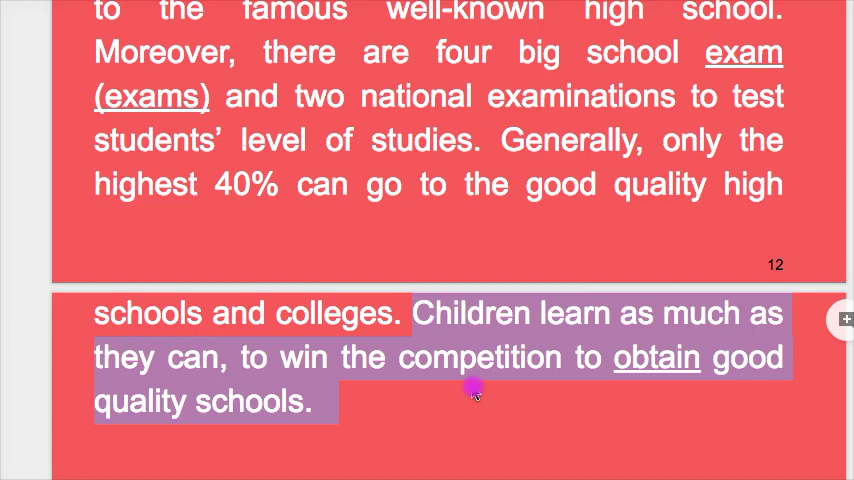 to the famous well-known high school.
Moreover, there are four big school exam
(exams) and two national examinations to test
students’ level of studies. Generally, only the
highest 40% can go to the good quality high
12
schools and colleges. Children learn as much as
they can, to win the competition to obtain good
quality schools.